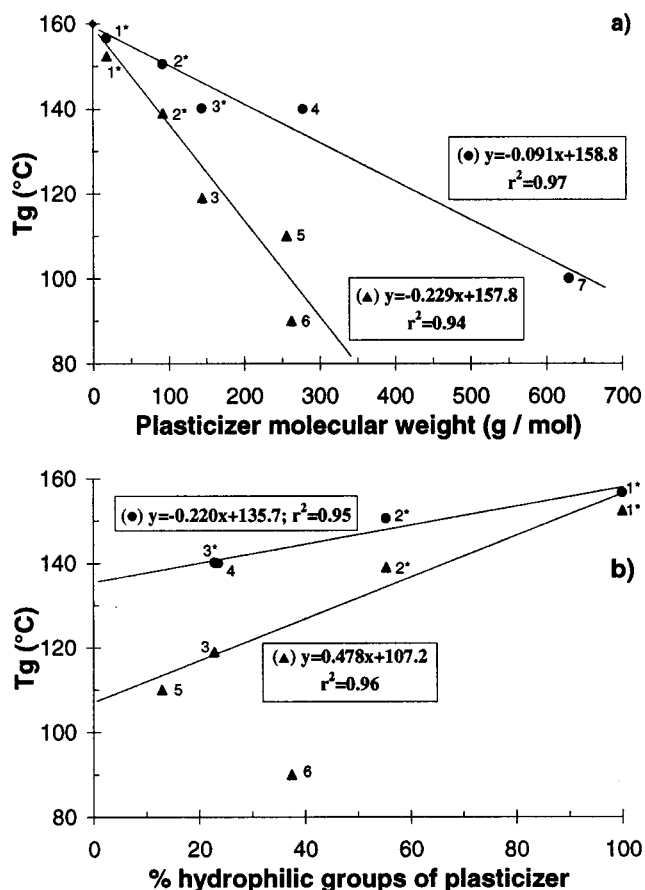 a)
160
140
120
100
80
Tg (°C)
1*
1*
2*
2*
3*
4
3
5
6
7
(●) y=-0.091x+158.8
r²=0.97
(▲) y=-0.229x+157.8
r²=0.94
0 100 200 300 400 500 600 700
Plasticizer molecular weight (g / mol)
b)
160
140
120
100
80
Tg (°C)
(●) y=-0.220x+135.7; r²=0.95
1*
1*
2*
2*
3*
4
3
5
6
(▲) y=0.478x+107.2
r²=0.96
0 20 40 60 80 100
% hydrophilic groups of plasticizer